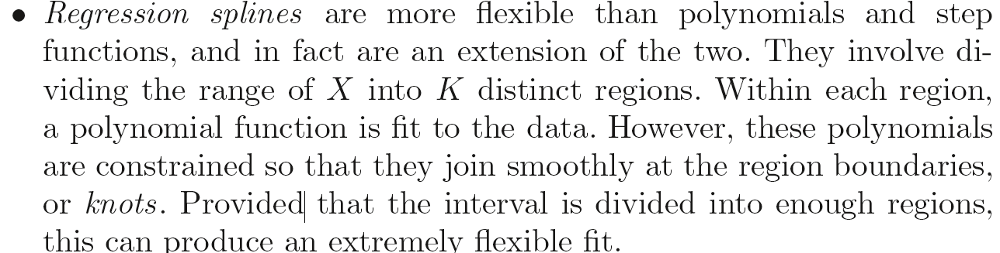 • Regression splines are more flexible than polynomials and step
functions, and in fact are an extension of the two. They involve di-
viding the range of X into K distinct regions. Within each region,
a polynomial function is fit to the data. However, these polynomials
are constrained so that they join smoothly at the region boundaries,
or knots. Provided that the interval is divided into enough regions,
this can produce an extremely flexible fit.